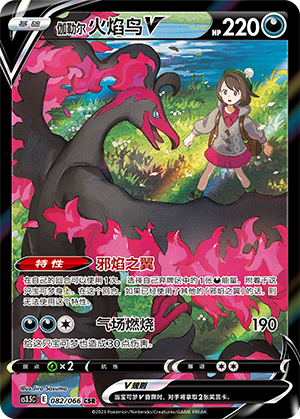 基础
伽勒尔 火焰鸟V HP 220
特性 邪焰之翼
在自己的回合可以使用1次。选择自己弃牌区中的1张能量，附着于这
只宝可梦身上。在这个回合，如果已经使用了其他的「邪焰之翼」的话，则
无法使用这个特性。
气场燃烧 190
给这只宝可梦也造成30点伤害。
弱点 ×2 抗性 撤退
V规则
当宝可梦V昏厥时，对手将拿取2张奖赏卡。
Illus.Jiro Sasumo
cs3.5C E 082/066 CSR
©2023 Pokémon/Nintendo/Creatures/GAME FREAK